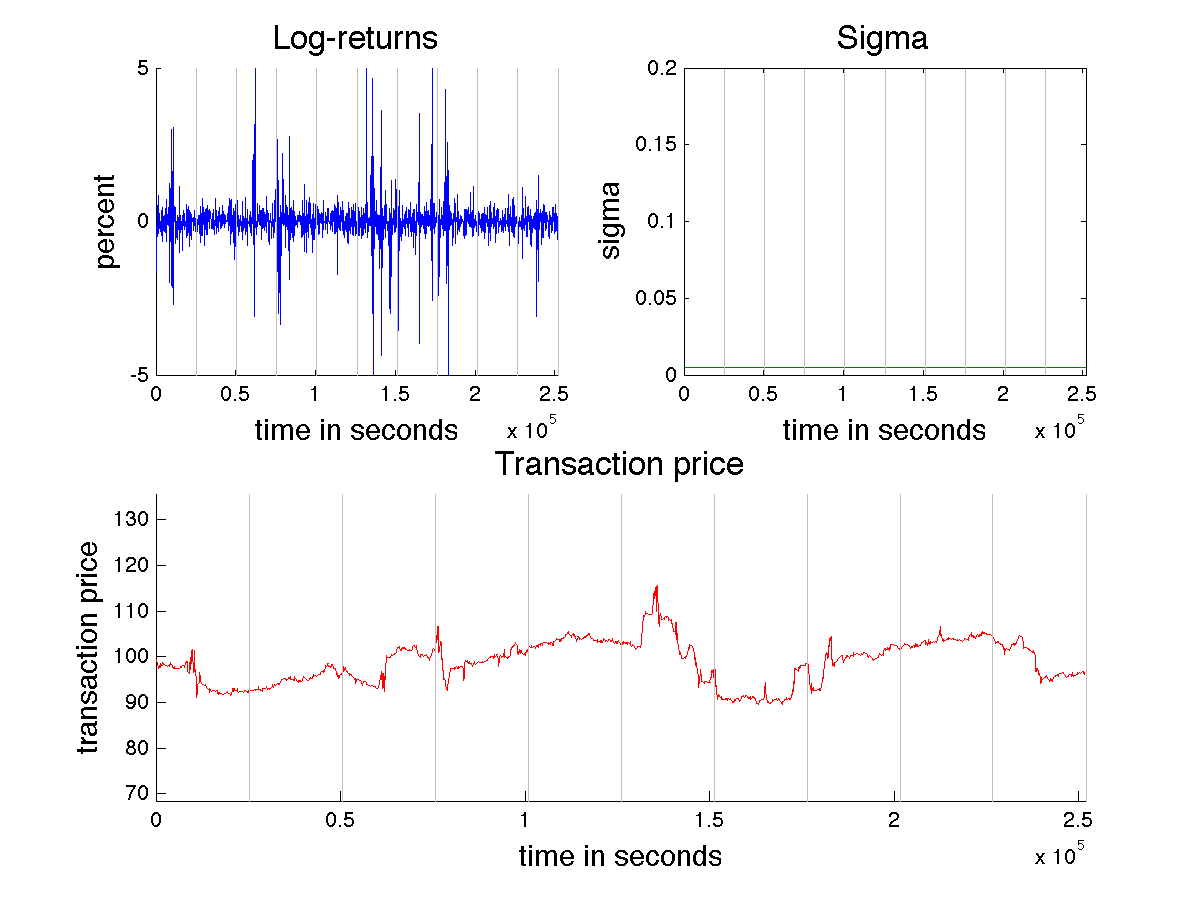 Log-returns
5
0
-5
percent
0 0.5 1 1.5 2 2.5
x 10^5
time in seconds
Sigma
0.2
0.15
0.1
0.05
0
sigma
0 0.5 1 1.5 2 2.5
x 10^5
time in seconds
Transaction price
130
120
110
100
90
80
70
transaction price
0 0.5 1 1.5 2 2.5
x 10^5
time in seconds